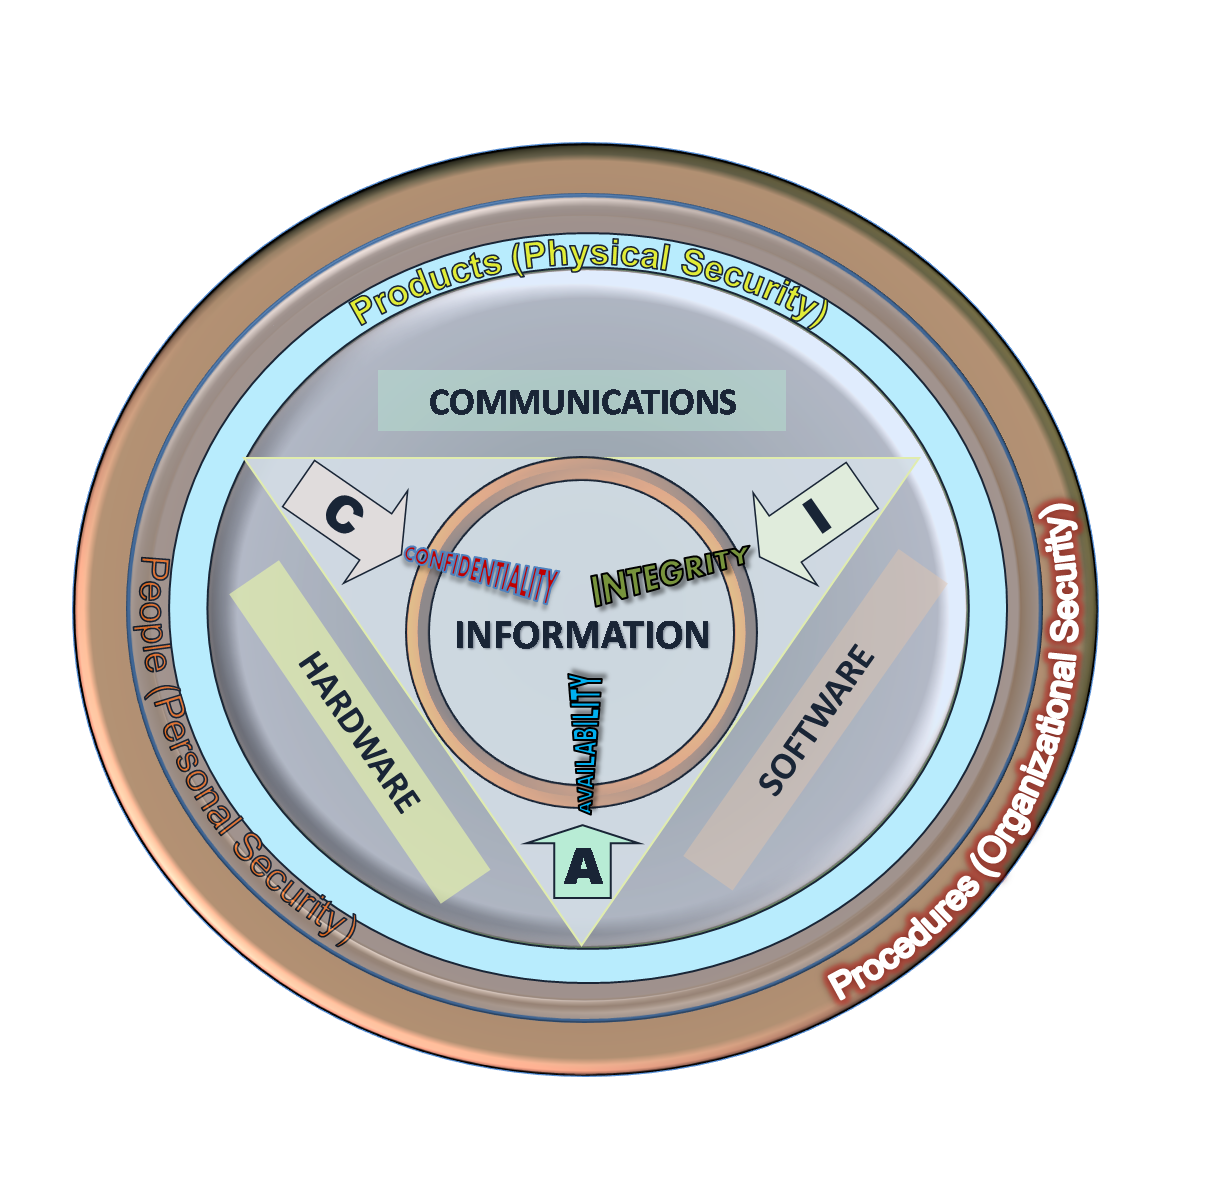 Products (Physical Security)
COMMUNICATIONS
C
I
CONFIDENTIALITY
INTEGRITY
INFORMATION
AVAILABILITY
A
HARDWARE
SOFTWARE
People (Personal Security)
Procedures (Organizational Security)